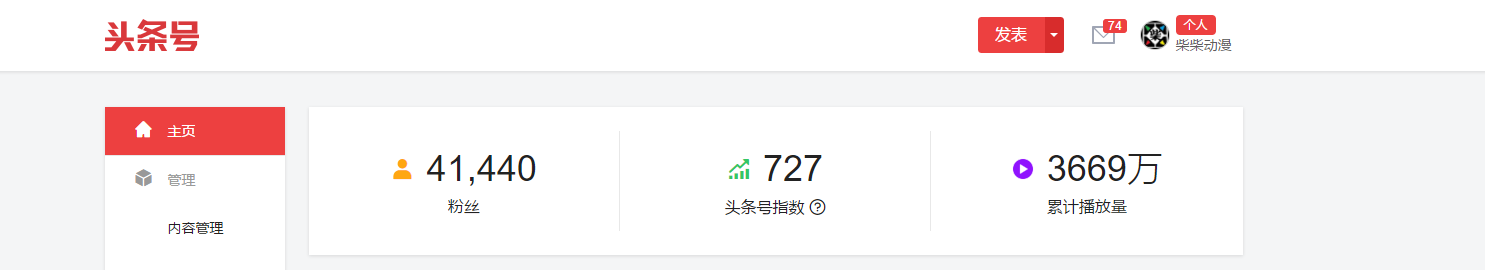 头条号
发表
74
个人
柴柴动漫
主页
管理
内容管理
41,440
粉丝
727
头条号指数 ?
3669万
累计播放量